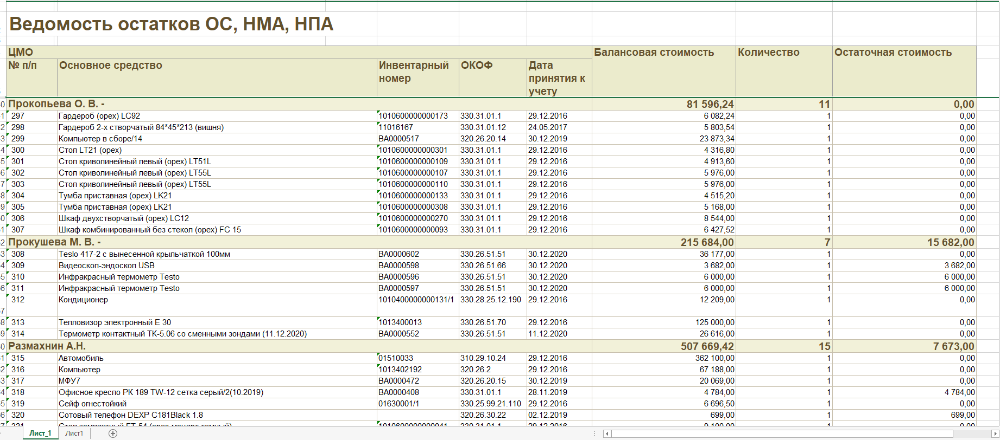 Ведомость остатков ОС, НМА, НПА
ЦМО Балансовая стоимость Количество Остаточная стоимость
№ п/п Основное средство Инвентарный номер ОКОФ Дата принятия к учету
Прокопьева О. В. - 81 596,24 11 0,00
297 Гардероб (орех) LC92 1010600000000173 330.31.01.1 29.12.2016 6 082,24 1 0,00
298 Гардероб 2-х створчатый 84*45*213 (вишня) 11016167 330.31.01.12 24.05.2017 5 803,54 1 0,00
299 Компьютер в сборе/14 ВА0000517 320.26.20.14 30.12.2019 23 873,34 1 0,00
300 Стол LT21 (орех) 1010600000000301 330.31.01.1 29.12.2016 4 316,80 1 0,00
301 Стол криволинейный левый (орех) LT51L 1010600000000109 330.31.01.1 29.12.2016 4 913,60 1 0,00
302 Стол криволинейный левый (орех) LT55L 1010600000000107 330.31.01.1 29.12.2016 5 976,00 1 0,00
303 Стол криволинейный левый (орех) LT55L 1010600000000110 330.31.01.1 29.12.2016 5 976,00 1 0,00
304 Тумба приставная (орех) LK21 1010600000000133 330.31.01.1 29.12.2016 4 515,20 1 0,00
305 Тумба приставная (орех) LK21 1010600000000308 330.31.01.1 29.12.2016 5 168,00 1 0,00
306 Шкаф двухстворчатый (орех) LC12 1010600000000270 330.31.01.1 29.12.2016 8 544,00 1 0,00
307 Шкаф комбинированный без стекол (орех) FC 15 1010600000000093 330.31.01.1 29.12.2016 6 427,52 1 0,00
Прокушева М. В. - 215 684,00 7 15 682,00
308 Teslo 417-2 с вынесенной крыльчаткой 100мм ВА0000602 330.26.51.51 30.12.2020 36 177,00 1 0,00
309 Видеоскоп-эндоскоп USB ВА0000598 330.26.51.66 30.12.2020 3 682,00 1 3 682,00
310 Инфракрасный термометр Testo ВА0000596 330.26.51.51 30.12.2020 6 000,00 1 6 000,00
311 Инфракрасный термометр Testo ВА0000597 330.26.51.51 30.12.2020 6 000,00 1 6 000,00
312 Кондиционер 1010400000000131/1 330.28.25.12.190 29.12.2016 12 209,00 1 0,00
313 Тепловизор электронный Е 30 1013400013 330.26.51.70 29.12.2016 125 000,00 1 0,00
314 Термометр контактный ТК-5.06 со сменными зондами (11.12.2020) ВА0000552 330.26.51.51 11.12.2020 26 616,00 1 0,00
Размахнин А.Н. 507 669,42 15 7 673,00
315 Автомобиль 01510033 310.29.10.24 29.12.2016 362 100,00 1 0,00
316 Компьютер 1013402192 320.26.2 29.12.2016 67 188,00 1 0,00
317 МФУ7 ВА0000472 320.26.20.15 30.12.2019 20 069,00 1 0,00
318 Офисное кресло РК 189 TW-12 сетка серый/2(10.2019) ВА0000408 330.31.01.1 28.11.2019 4 784,00 1 4 784,00
319 Сейф огнестойкий 01630001/1 330.25.99.21.110 29.12.2016 6 696,50 1 0,00
320 Сотовый телефон DEXP C181Black 1.8 320.26.30.22 02.12.2019 699,00 1 699,00
Лист_1 Лист1